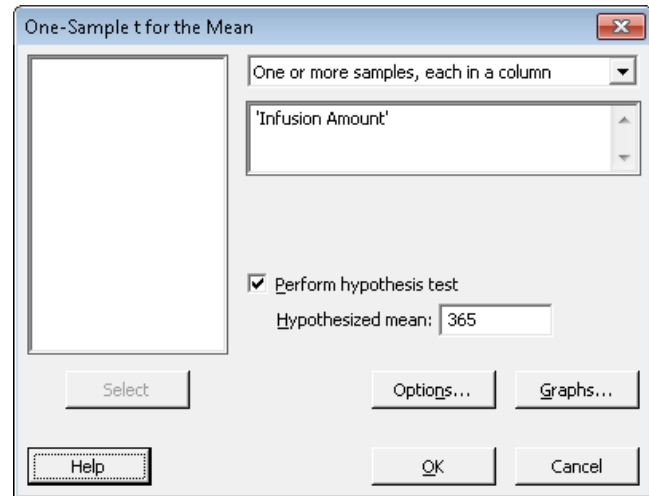 One-Sample t for the Mean
One or more samples, each in a column
'Infusion Amount'
Perform hypothesis test
Hypothesized mean: 365
Select
Options...
Graphs...
Help
OK
Cancel